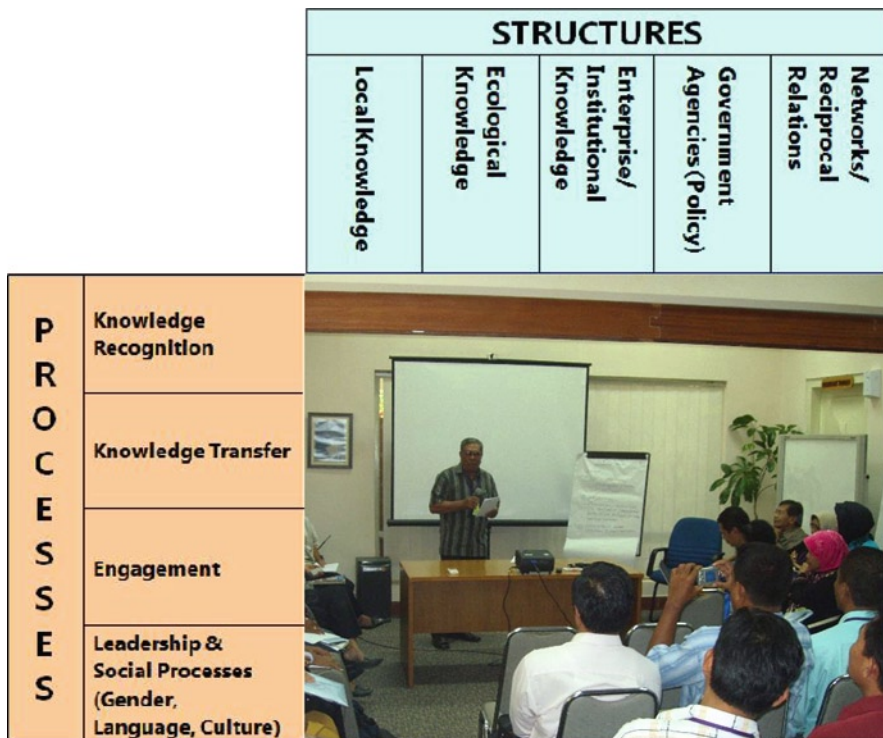 STRUCTURES
Local Knowledge
Ecological
Knowledge
Enterprise/
Institutional
Knowledge
Government
Agencies (Policy)
Networks/
Reciprocal
Relations
PROCESSES
Knowledge
Recognition
Knowledge Transfer
Engagement
Leadership &
Social Processes
(Gender,
Language, Culture)